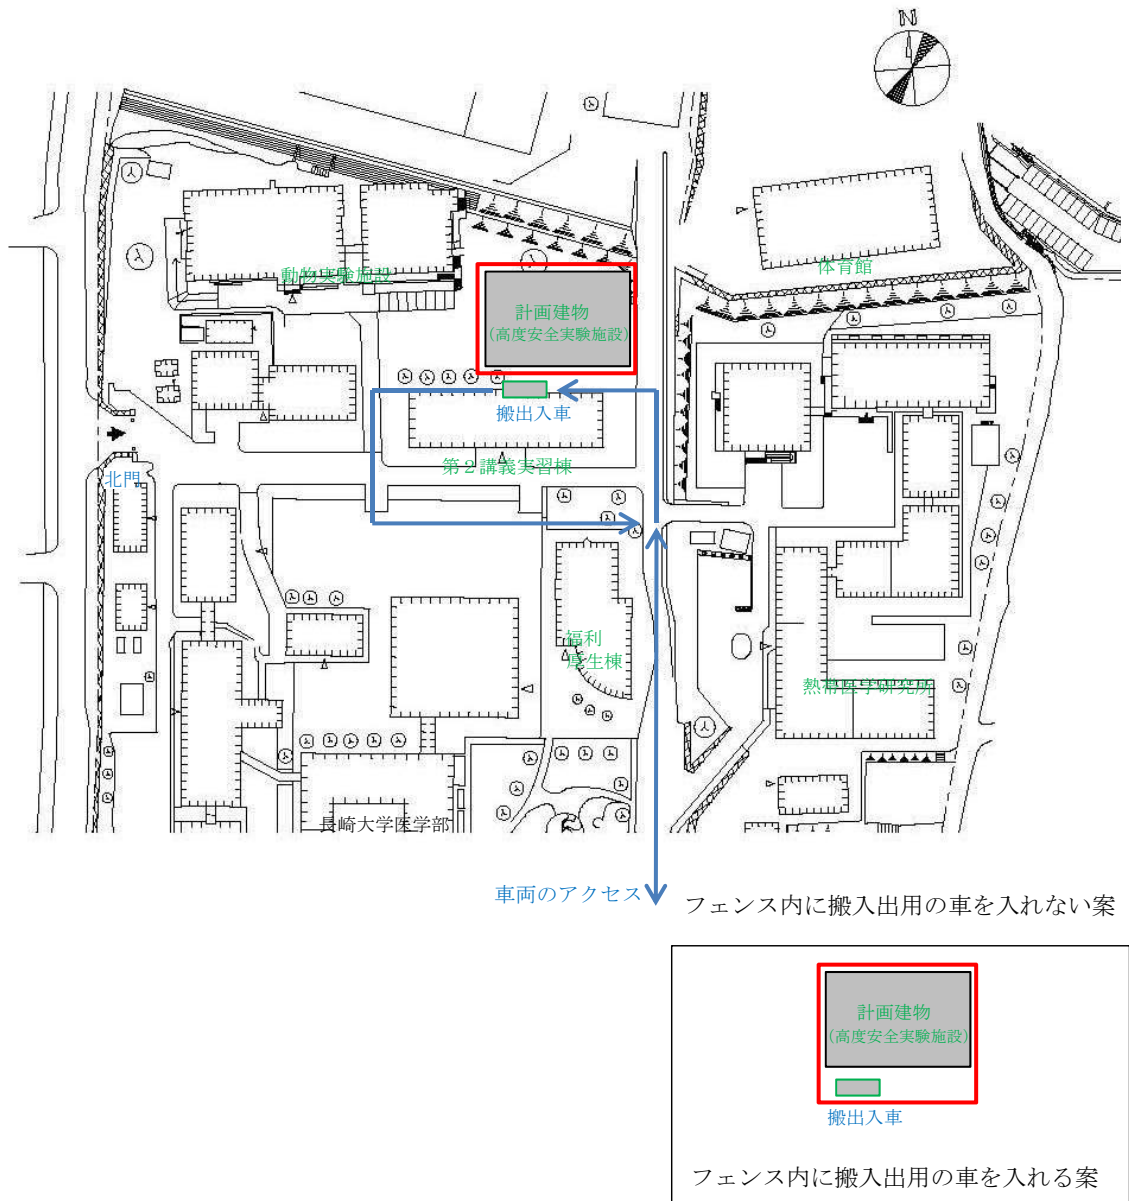 N
動物実験施設
体育館
計画建物
(高度安全実験施設)
搬出入車
第2講義実習棟
北門
福利
厚生棟
熱帯医学研究所
長崎大学医学部
車両のアクセス
フェンス内に搬入出用の車を入れない案
計画建物
(高度安全実験施設)
搬出入車
フェンス内に搬入出用の車を入れる案